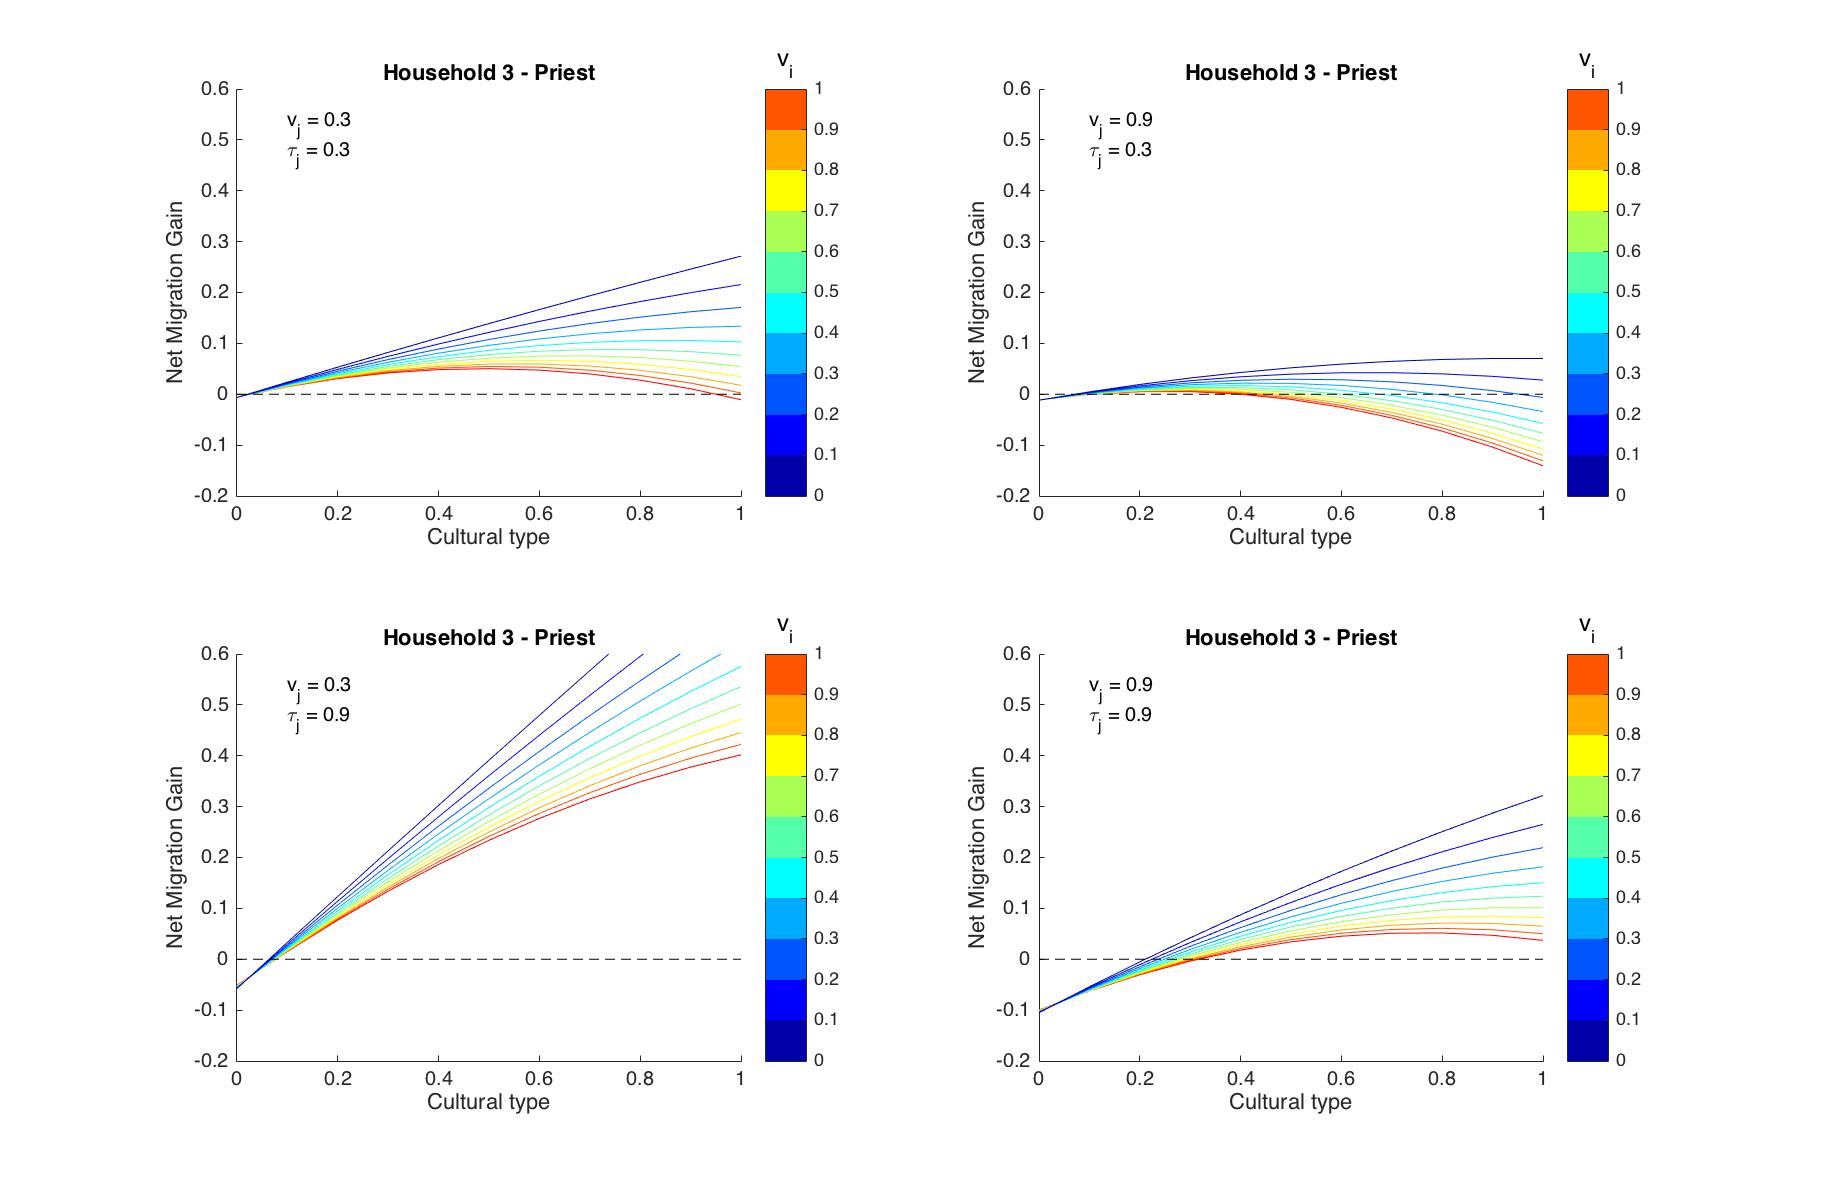 Household 3 - Priest
v_i
Net Migration Gain
0.6
0.5
0.4
0.3
0.2
0.1
0
-0.1
-0.2
v_j = 0.3
τ_j = 0.3
1
0.9
0.8
0.7
0.6
0.5
0.4
0.3
0.2
0.1
0
0 0.2 0.4 0.6 0.8 1
Cultural type
Household 3 - Priest
v_i
Net Migration Gain
0.6
0.5
0.4
0.3
0.2
0.1
0
-0.1
-0.2
v_j = 0.9
τ_j = 0.3
1
0.9
0.8
0.7
0.6
0.5
0.4
0.3
0.2
0.1
0
0 0.2 0.4 0.6 0.8 1
Cultural type
Household 3 - Priest
v_i
Net Migration Gain
0.6
0.5
0.4
0.3
0.2
0.1
0
-0.1
-0.2
v_j = 0.3
τ_j = 0.9
1
0.9
0.8
0.7
0.6
0.5
0.4
0.3
0.2
0.1
0
0 0.2 0.4 0.6 0.8 1
Cultural type
Household 3 - Priest
v_i
Net Migration Gain
0.6
0.5
0.4
0.3
0.2
0.1
0
-0.1
-0.2
v_j = 0.9
τ_j = 0.9
1
0.9
0.8
0.7
0.6
0.5
0.4
0.3
0.2
0.1
0
0 0.2 0.4 0.6 0.8 1
Cultural type